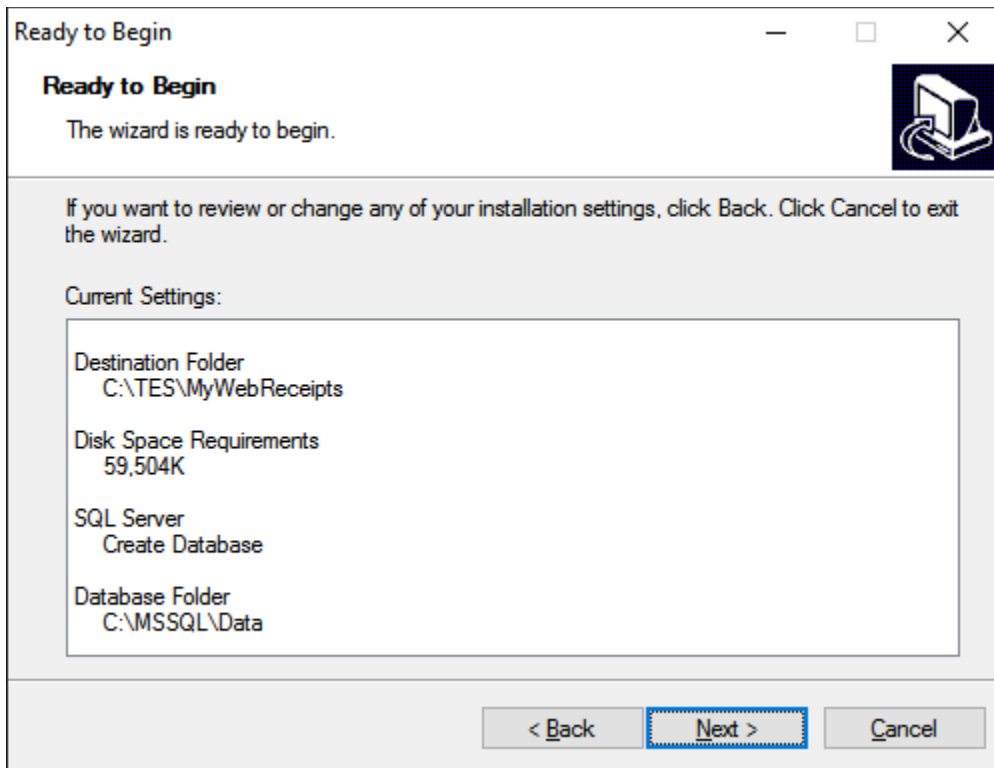 Ready to Begin
Ready to Begin
The wizard is ready to begin.
If you want to review or change any of your installation settings, click Back. Click Cancel to exit
the wizard.
Current Settings:
Destination Folder
C:\TES\MyWebReceipts
Disk Space Requirements
59,504K
SQL Server
Create Database
Database Folder
C:\MSSQL\Data
< Back
Next >
Cancel